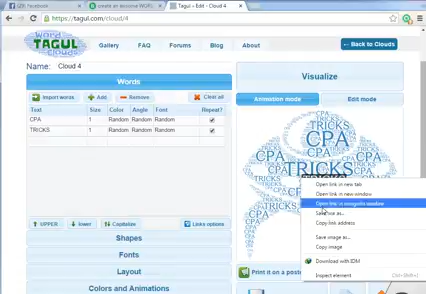 Facebook
create an awesome WOR
Tagul - Edit - Cloud 4
https://tagul.com/cloud/4
word
TAGUL
clouds
Gallery
FAQ
Forums
Blog
About
Back to Clouds
Name: Cloud 4
Words
Import words
Add
Remove
Clear all
Text Size Color Angle Font Repeat?
CPA 1 Random Random Random
TRICKS 1 Random Random Random
UPPER
lower
Capitalize
Links options
Shapes
Fonts
Layout
Colors and Animations
Visualize
Animation mode
Edit mode
TRICKS
CPA
Open link in new tab
Open link in new window
Open link in incognito window
Save link as...
Copy link address
Save image as...
Copy image
Download with IDM
Inspect element
Ctrl+Shift+I
Print it on a poste